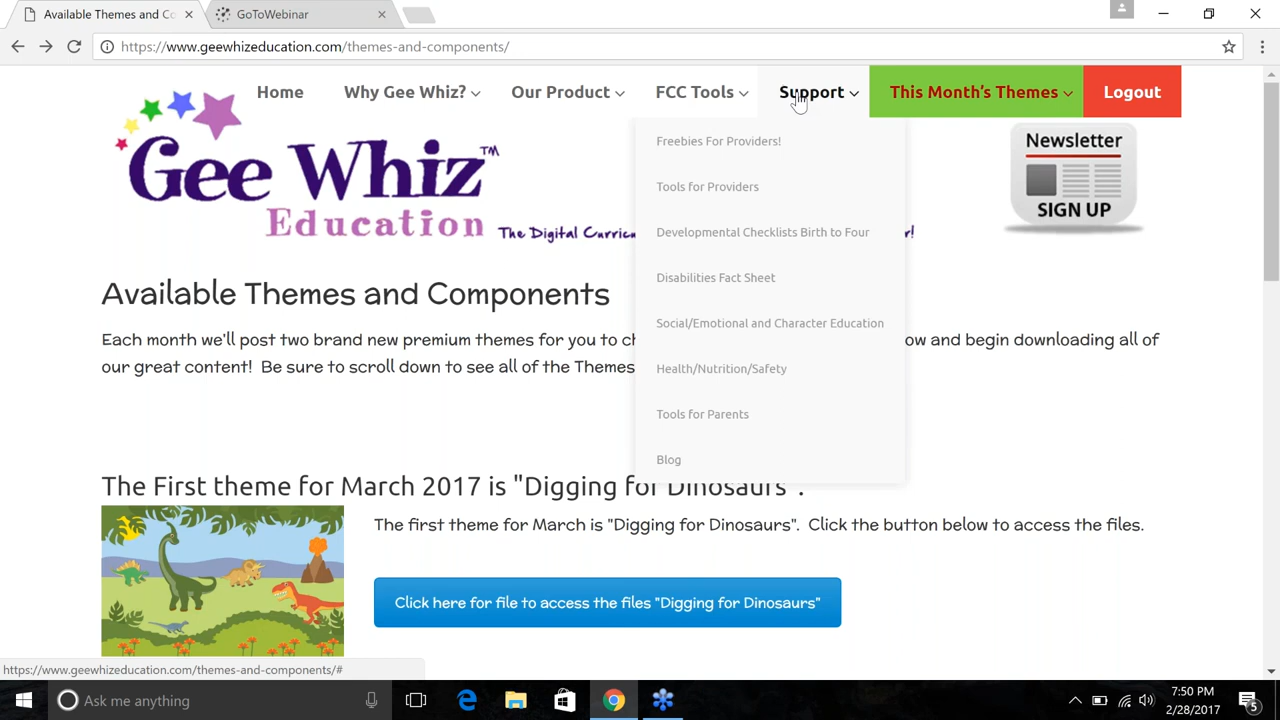 Available Themes and Co
GoToWebinar
https://www.geewhizeducation.com/themes-and-components/
Home
Why Gee Whiz?
Our Product
FCC Tools
Support
This Month's Themes
Logout
Gee Whiz™
Education
The Digital
r!
Newsletter
SIGN UP
Freebies For Providers!
Tools for Providers
Developmental Checklists Birth to Four
Disabilities Fact Sheet
Social/Emotional and Character Education
Health/Nutrition/Safety
Tools for Parents
Blog
Available Themes and Components
Each month we'll post two brand new premium themes for you to ch
ow and begin downloading all of
our great content! Be sure to scroll down to see all of the Themes
The First theme for March 2017 is "Digging for Dinosaurs".
The first theme for March is "Digging for Dinosaurs". Click the button below to access the files.
Click here for file to access the files "Digging for Dinosaurs"
https://www.geewhizeducation.com/themes-and-components/#
Ask me anything
7:50 PM
2/28/2017
5